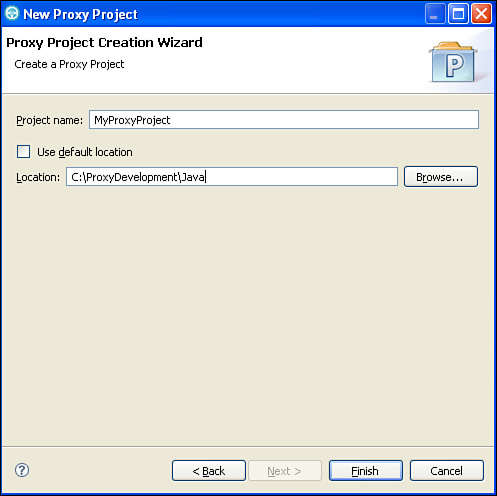 New Proxy Project
Proxy Project Creation Wizard
Create a Proxy Project
P
Project name: MyProxyProject
Use default location
Location: C:\ProxyDevelopment\Java Browse...
? < Back Next > Finish Cancel